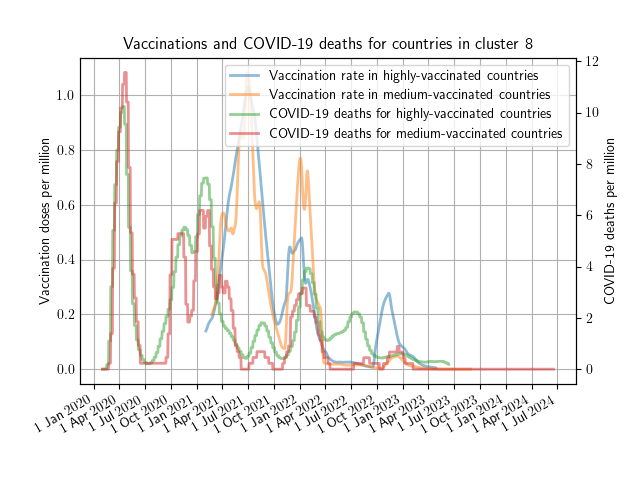 Vaccinations and COVID-19 deaths for countries in cluster 8
Vaccination rate in highly-vaccinated countries
Vaccination rate in medium-vaccinated countries
COVID-19 deaths for highly-vaccinated countries
COVID-19 deaths for medium-vaccinated countries
Vaccination doses per million
1.0
0.8
0.6
0.4
0.2
0.0
COVID-19 deaths per million
12
10
8
6
4
2
0
1 Jan 2020
1 Apr 2020
1 Jul 2020
1 Oct 2020
1 Jan 2021
1 Apr 2021
1 Jul 2021
1 Oct 2021
1 Jan 2022
1 Apr 2022
1 Jul 2022
1 Oct 2022
1 Jan 2023
1 Apr 2023
1 Jul 2023
1 Oct 2023
1 Jan 2024
1 Apr 2024
1 Jul 2024